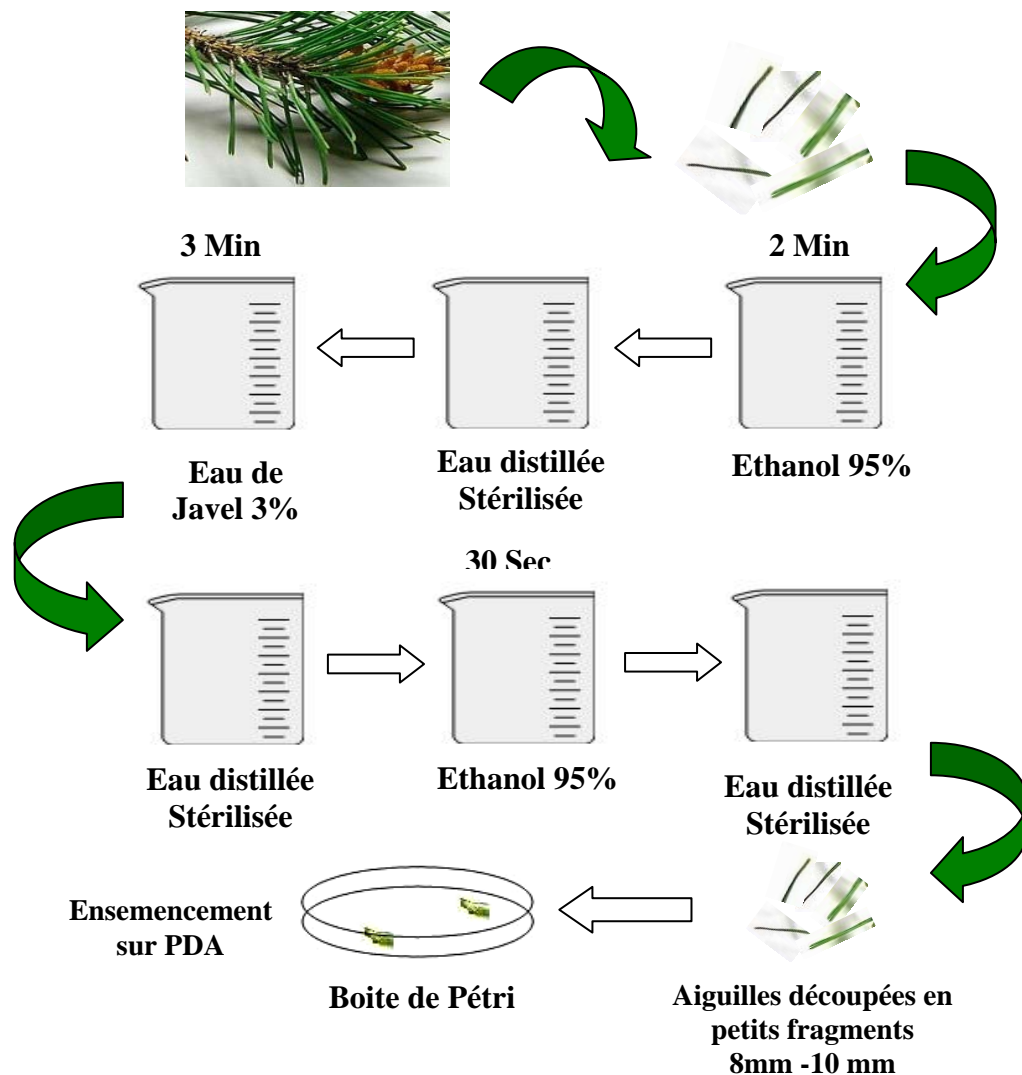 3 Min
2 Min
Eau de
Javel 3%
Eau distillée
Stérilisée
Ethanol 95%
30 Sec
Eau distillée
Stérilisée
Ethanol 95%
Eau distillée
Stérilisée
Ensemencement
sur PDA
Boite de Pétri
Aiguilles découpées en
petits fragments
8mm -10 mm